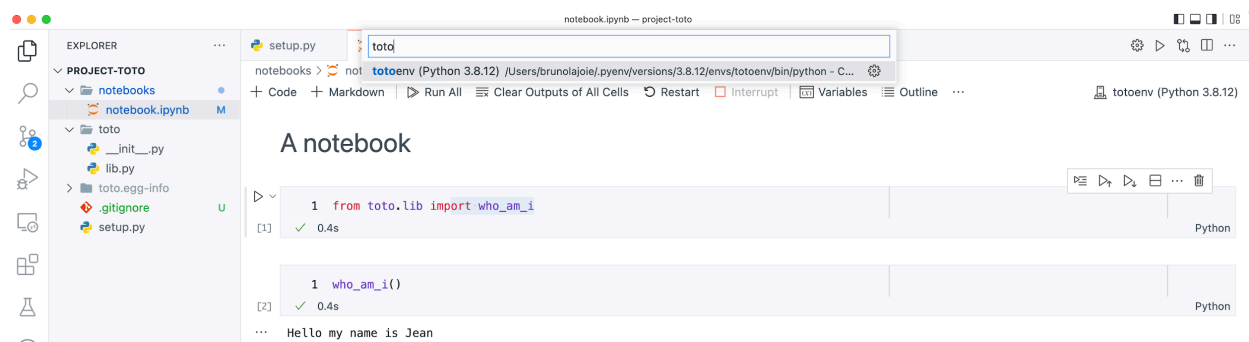 notebook.ipynb — project-toto
EXPLORER ···
setup.py
toto
totoenv (Python 3.8.12) /Users/brunolajoie/.pyenv/versions/3.8.12/envs/totoenv/bin/python - C...
PROJECT-TOTO
notebooks
notebook.ipynb M
toto
__init__.py
lib.py
toto.egg-info
.gitignore U
setup.py
2
notebooks > not
+ Code + Markdown Run All Clear Outputs of All Cells Restart Interrupt Variables Outline ··· totoenv (Python 3.8.12)
A notebook
1 from toto.lib import who_am_i
[1] ✓ 0.4s Python
1 who_am_i()
[2] ✓ 0.4s Python
··· Hello my name is Jean